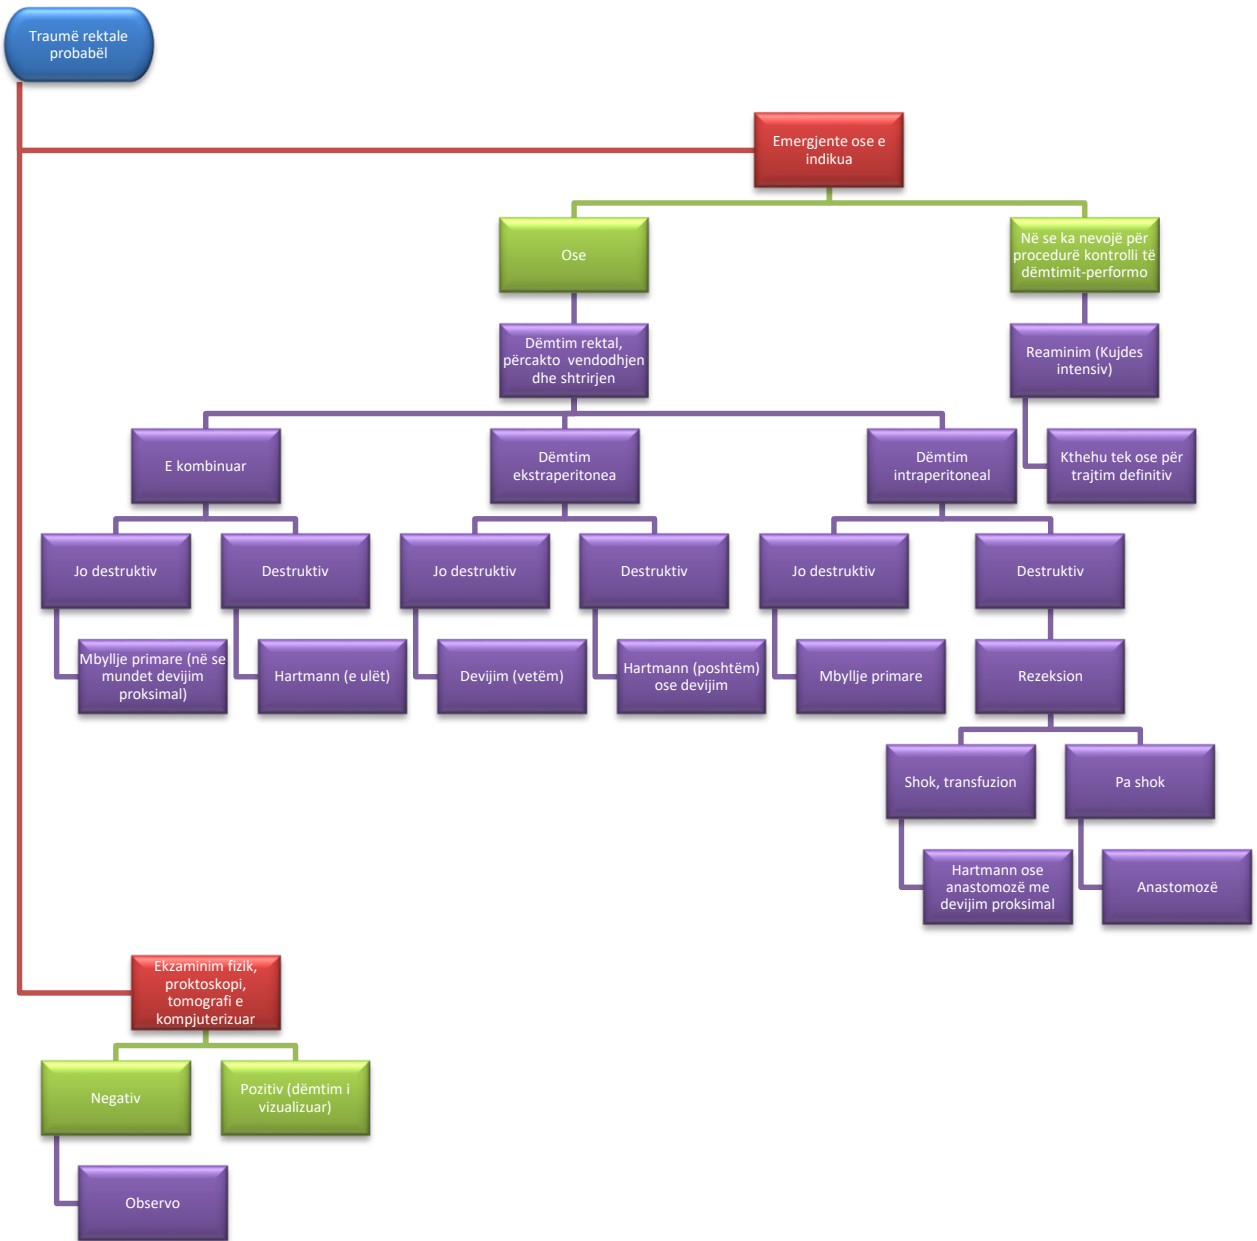 Traumë rektale
probabël
Emergjente ose e
indikua
Ose
Në se ka nevojë për
procedurë kontrolli të
dëmtimit-performo
Dëmtim rektal,
përcakto vendodhjen
dhe shtrirjen
Reaminim (Kujdes
intensiv)
E kombinuar
Dëmtim
ekstraperitonea
Dëmtim
intraperitoneal
Kthehu tek ose për
trajtim definitiv
Jo destruktiv
Destruktiv
Jo destruktiv
Destruktiv
Jo destruktiv
Destruktiv
Mbyllje primare (në se
mundet devijim
proksimal)
Hartmann (e ulët)
Devijim (vetëm)
Hartmann (poshtëm)
ose devijim
Mbyllje primare
Rezeksion
Shok, transfuzion
Pa shok
Hartmann ose
anastomozë me
devijim proksimal
Anastomozë
Ekzaminim fizik,
proktoskopi,
tomografi e
kompjuterizuar
Negativ
Pozitiv (dëmtim i
vizualizuar)
Observo